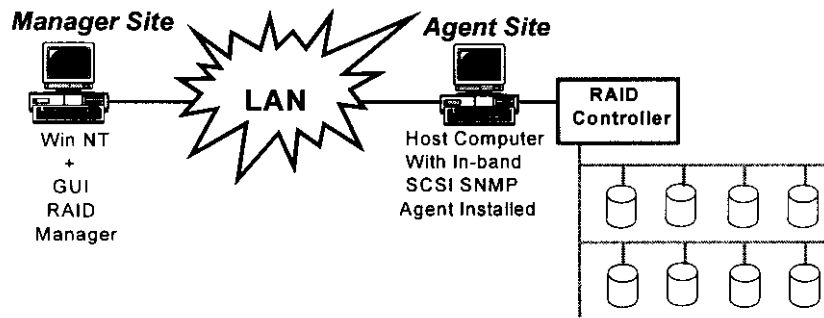 Manager Site
Agent Site
LAN
RAID
Controller
Win NT
+
GUI
RAID
Manager
Host Computer
With In-band
SCSI SNMP
Agent Installed